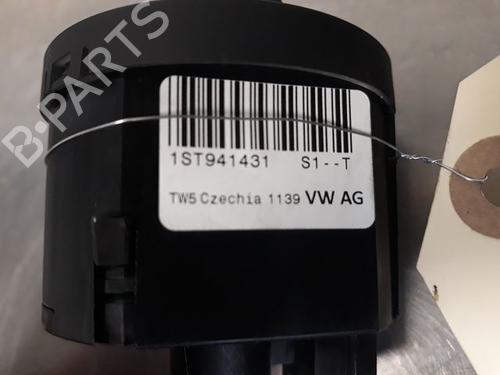 B-PARTS
1ST941431 S1--T
TW5 Czechia 1139 VW AG